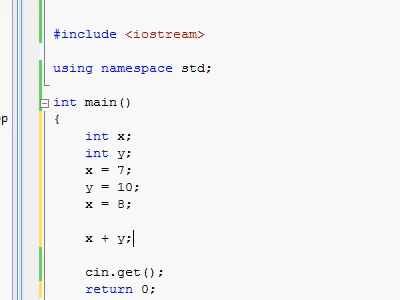 #include <iostream>
using namespace std;
int main()
{
int x;
int y;
x = 7;
y = 10;
x = 8;
x + y;
cin.get();
return 0;